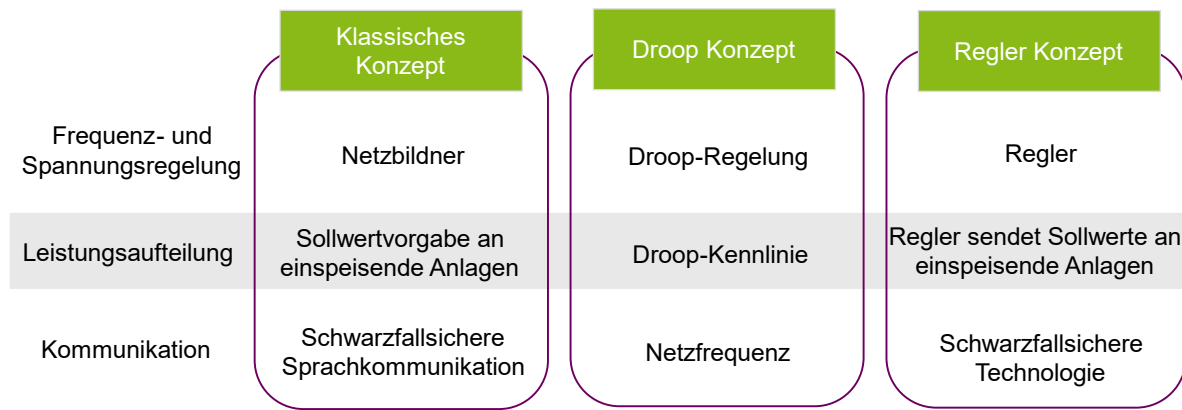 Klassisches
Konzept
Droop Konzept
Regler Konzept
Frequenz- und
Spannungsregelung
Netzbildner
Droop-Regelung
Regler
Leistungsaufteilung
Sollwertvorgabe an
einspeisende Anlagen
Droop-Kennlinie
Regler sendet Sollwerte an
einspeisende Anlagen
Kommunikation
Schwarzfallsichere
Sprachkommunikation
Netzfrequenz
Schwarzfallsichere
Technologie